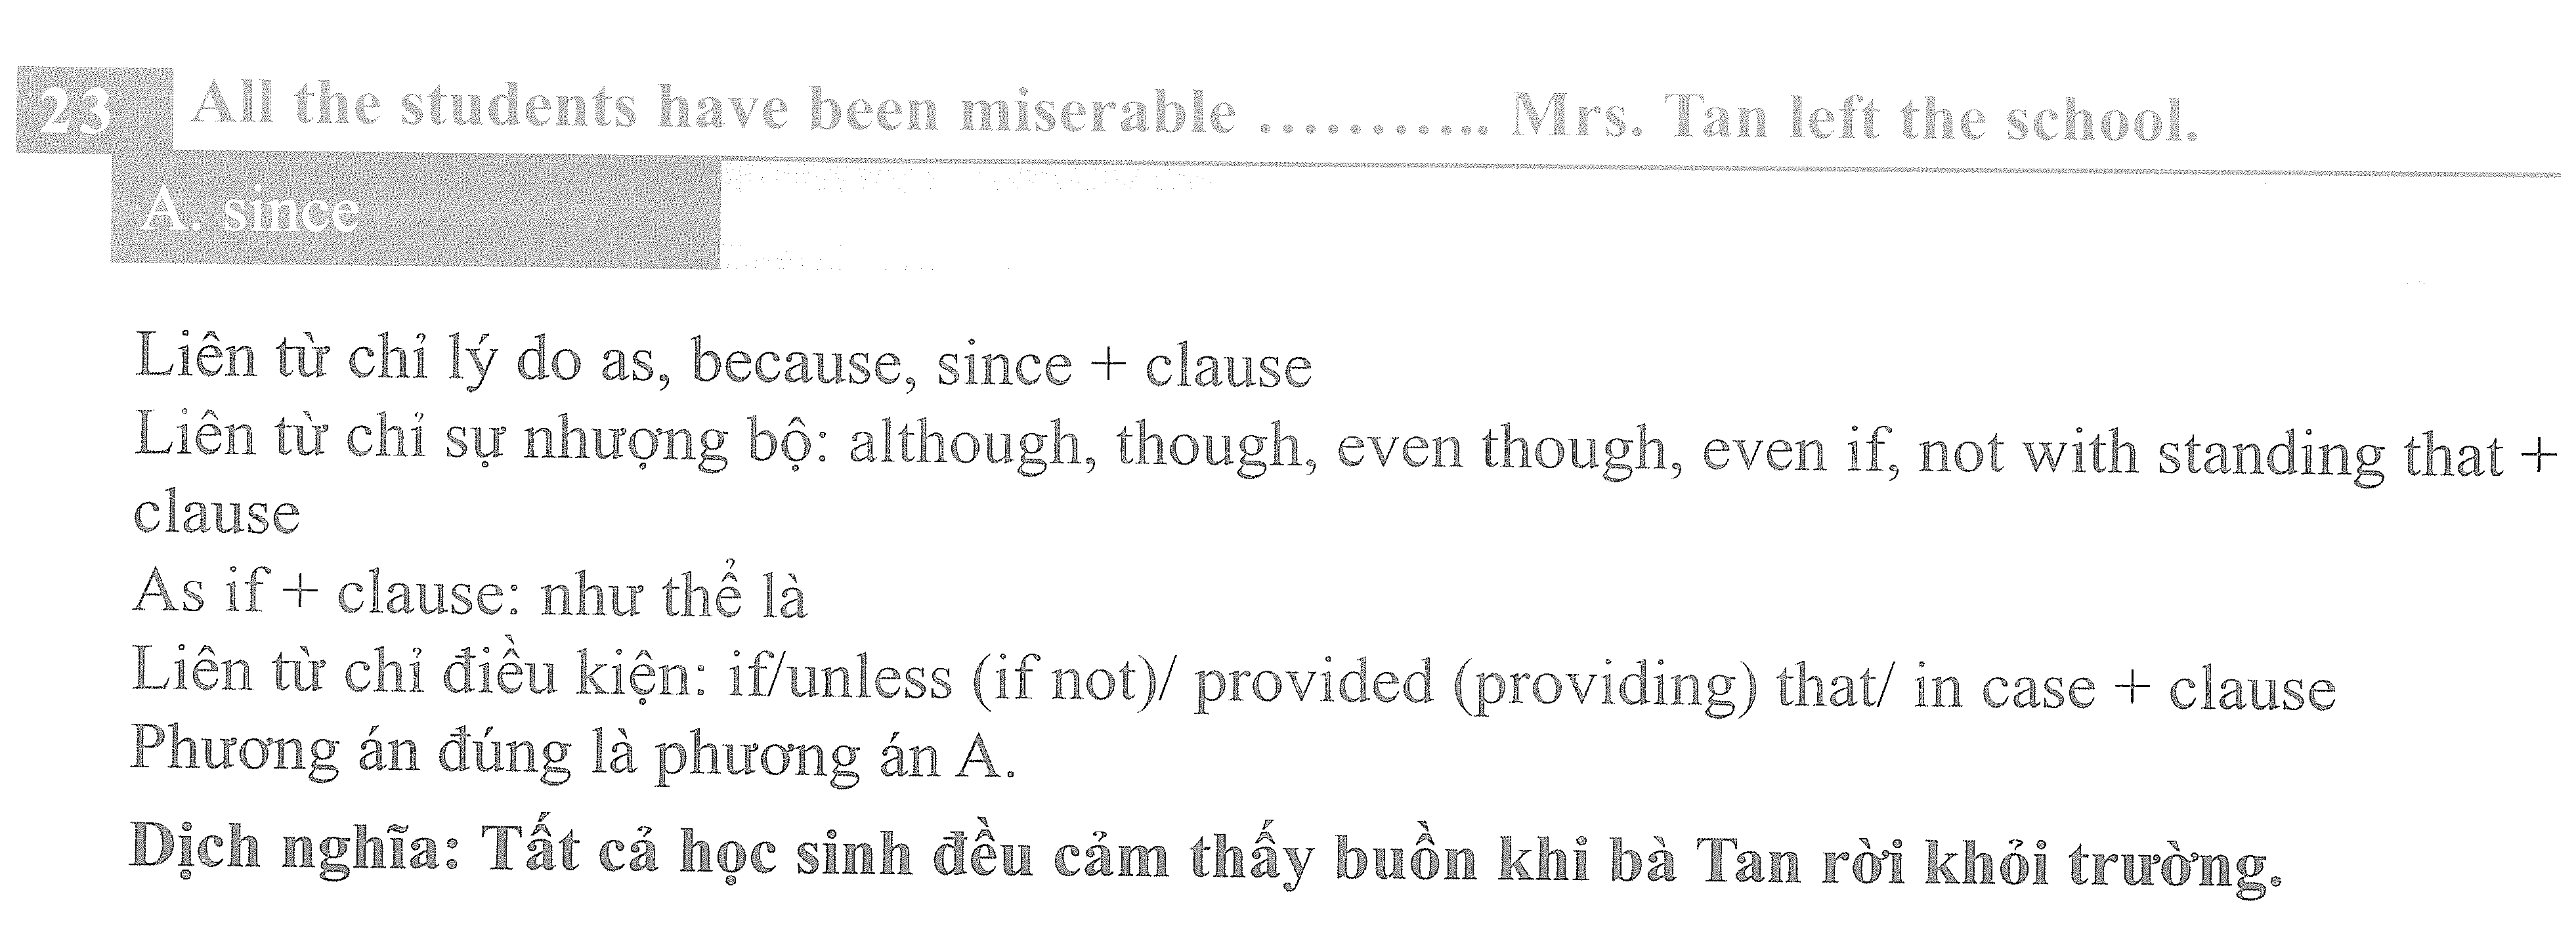 23 All the students have been miserable ........... Mrs. Tan left the school.
A. since
Liên từ chỉ lý do as, because, since + clause
Liên từ chỉ sự nhượng bộ: although, though, even though, even if, not with standing that +
clause
As if + clause: như thể là
Liên từ chỉ điều kiện: if/unless (if not)/ provided (providing) that/ in case + clause
Phương án đúng là phương án A.
Dịch nghĩa: Tất cả học sinh đều cảm thấy buồn khi bà Tan rời khỏi trường.